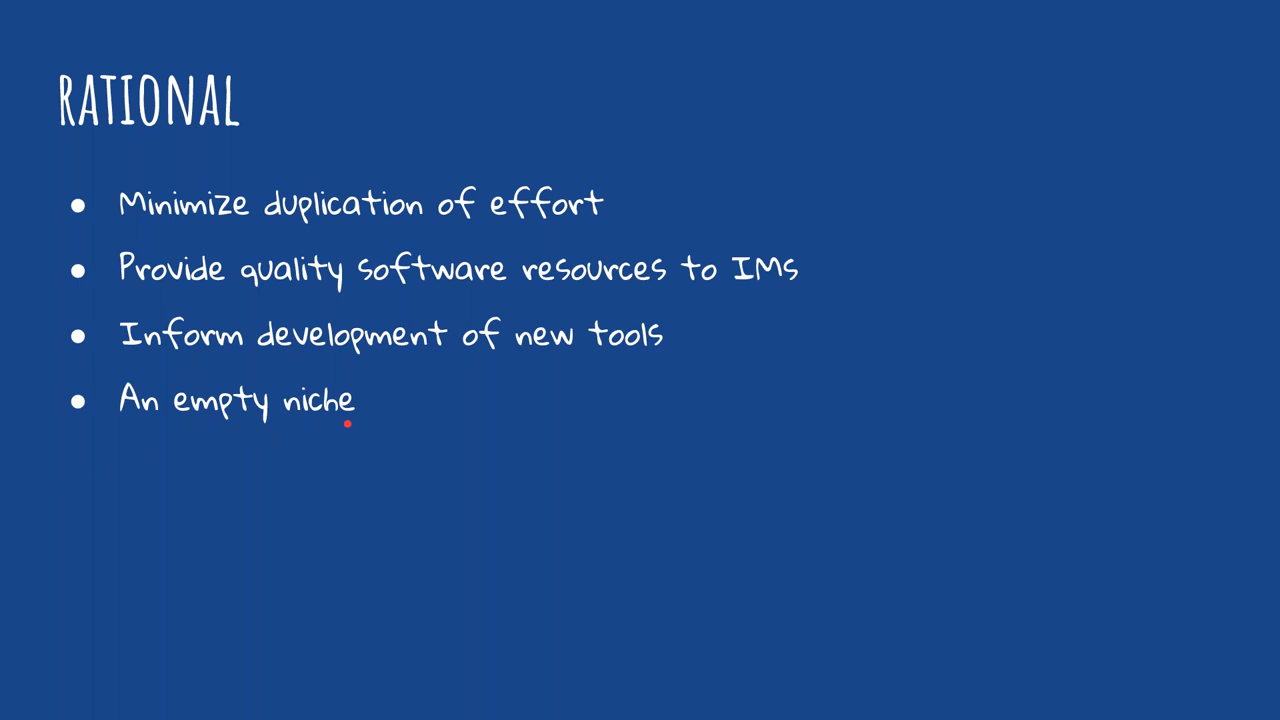 RATIONAL
● Minimize duplication of effort
● Provide quality software resources to IMs
● Inform development of new tools
● An empty niche